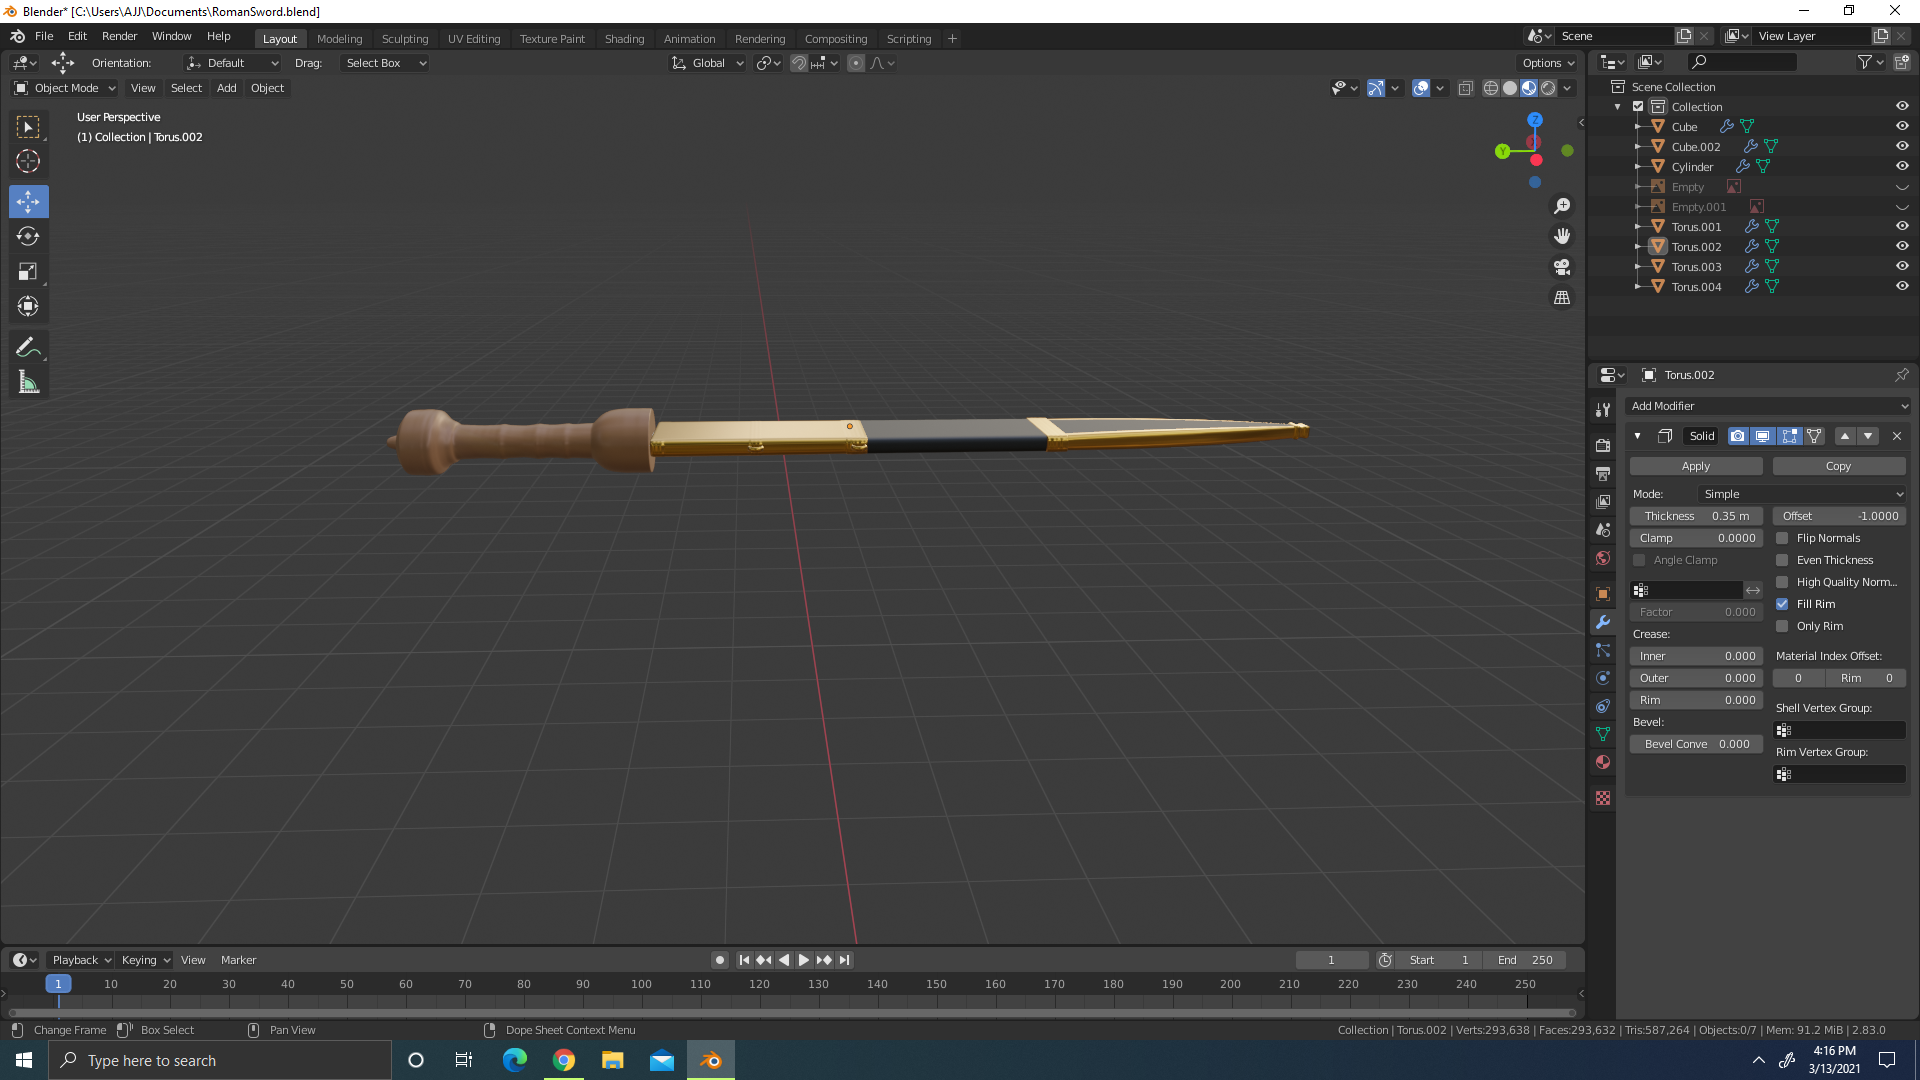 Blender* [C:\Users\AJJ\Documents\RomanSword.blend]
File Edit Render Window Help Layout Modeling Sculpting UV Editing Texture Paint Shading Animation Rendering Compositing Scripting + Scene View Layer
Orientation: Default Drag: Select Box Global Options
Object Mode View Select Add Object
User Perspective
(1) Collection | Torus.002
Z
Y
Scene Collection
Collection
Cube
Cube.002
Cylinder
Empty
Empty.001
Torus.001
Torus.002
Torus.003
Torus.004
Torus.002
Add Modifier
Solid
Apply Copy
Mode: Simple
Thickness 0.35 m Offset -1.0000
Clamp 0.0000 Flip Normals
Angle Clamp Even Thickness
High Quality Norm...
Factor 0.000 Fill Rim
Crease: Only Rim
Inner 0.000 Material Index Offset:
Outer 0.000 0 Rim 0
Rim 0.000 Shell Vertex Group:
Bevel:
Bevel Conve 0.000 Rim Vertex Group:
Playback Keying View Marker 1 Start 1 End 250
1 10 20 30 40 50 60 70 80 90 100 110 120 130 140 150 160 170 180 190 200 210 220 230 240 250
Change Frame Box Select Pan View Dope Sheet Context Menu Collection | Torus.002 | Verts:293,638 | Faces:293,632 | Tris:587,264 | Objects:0/7 | Mem: 91.2 MiB | 2.83.0
Type here to search
4:16 PM
3/13/2021